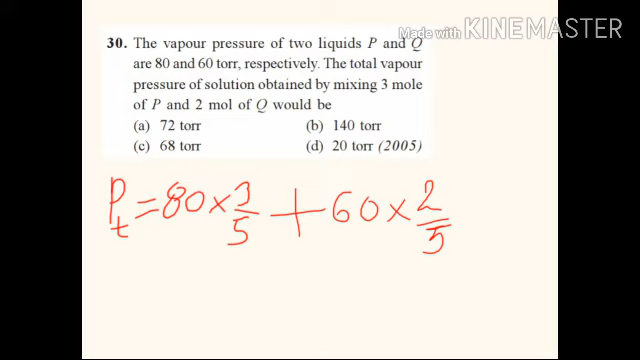 Made with KINEMASTER
30. The vapour pressure of two liquids P and Q
are 80 and 60 torr, respectively. The total vapour
pressure of solution obtained by mixing 3 mole
of P and 2 mol of Q would be
(a) 72 torr (b) 140 torr
(c) 68 torr (d) 20 torr (2005)
Pt = 80 × 3/5 + 60 × 2/5